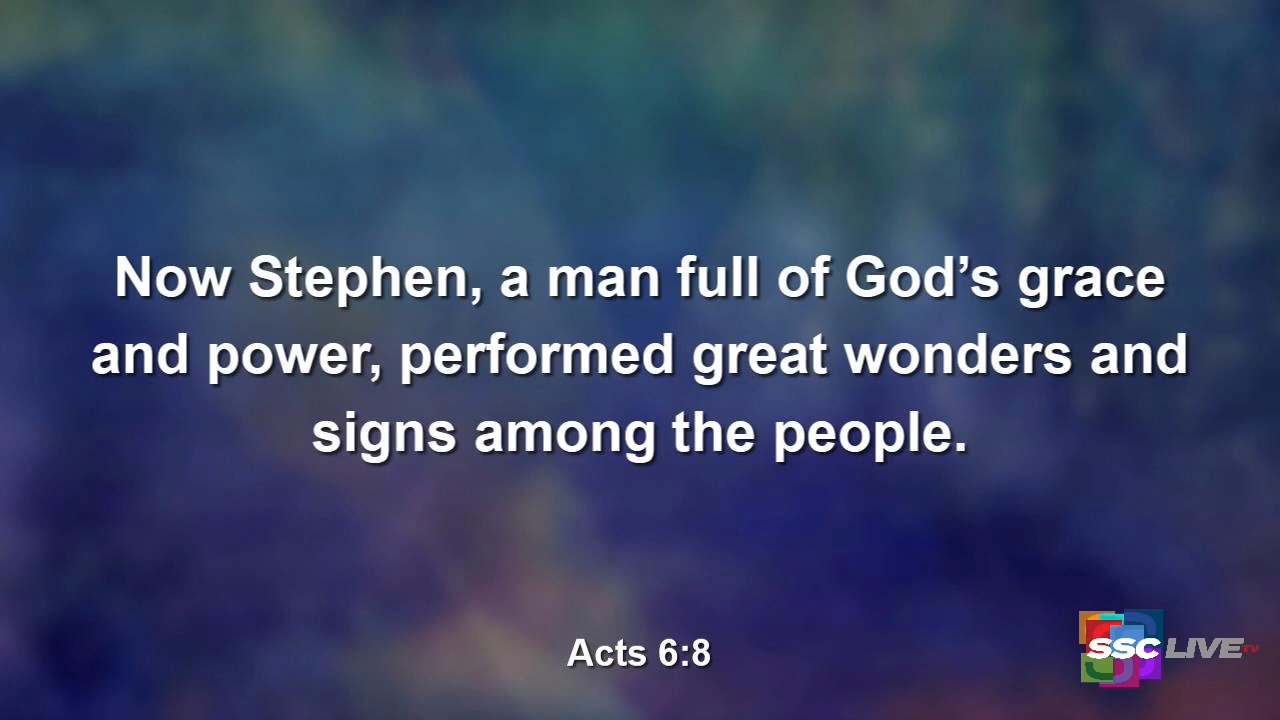 Now Stephen, a man full of God’s grace
and power, performed great wonders and
signs among the people.
Acts 6:8
SSC LIVE TV